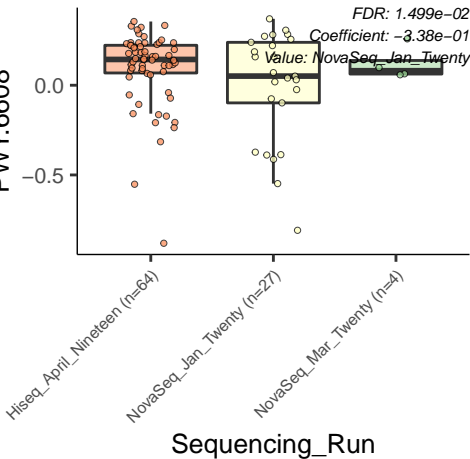 FDR: 1.499e−02
Coefficient: −3.38e−01
Value: NovaSeq_Jan_Twenty
0.0
−0.5
Hiseq_April_Nineteen (n=64)
NovaSeq_Jan_Twenty (n=27)
NovaSeq_Mar_Twenty (n=4)
Sequencing_Run